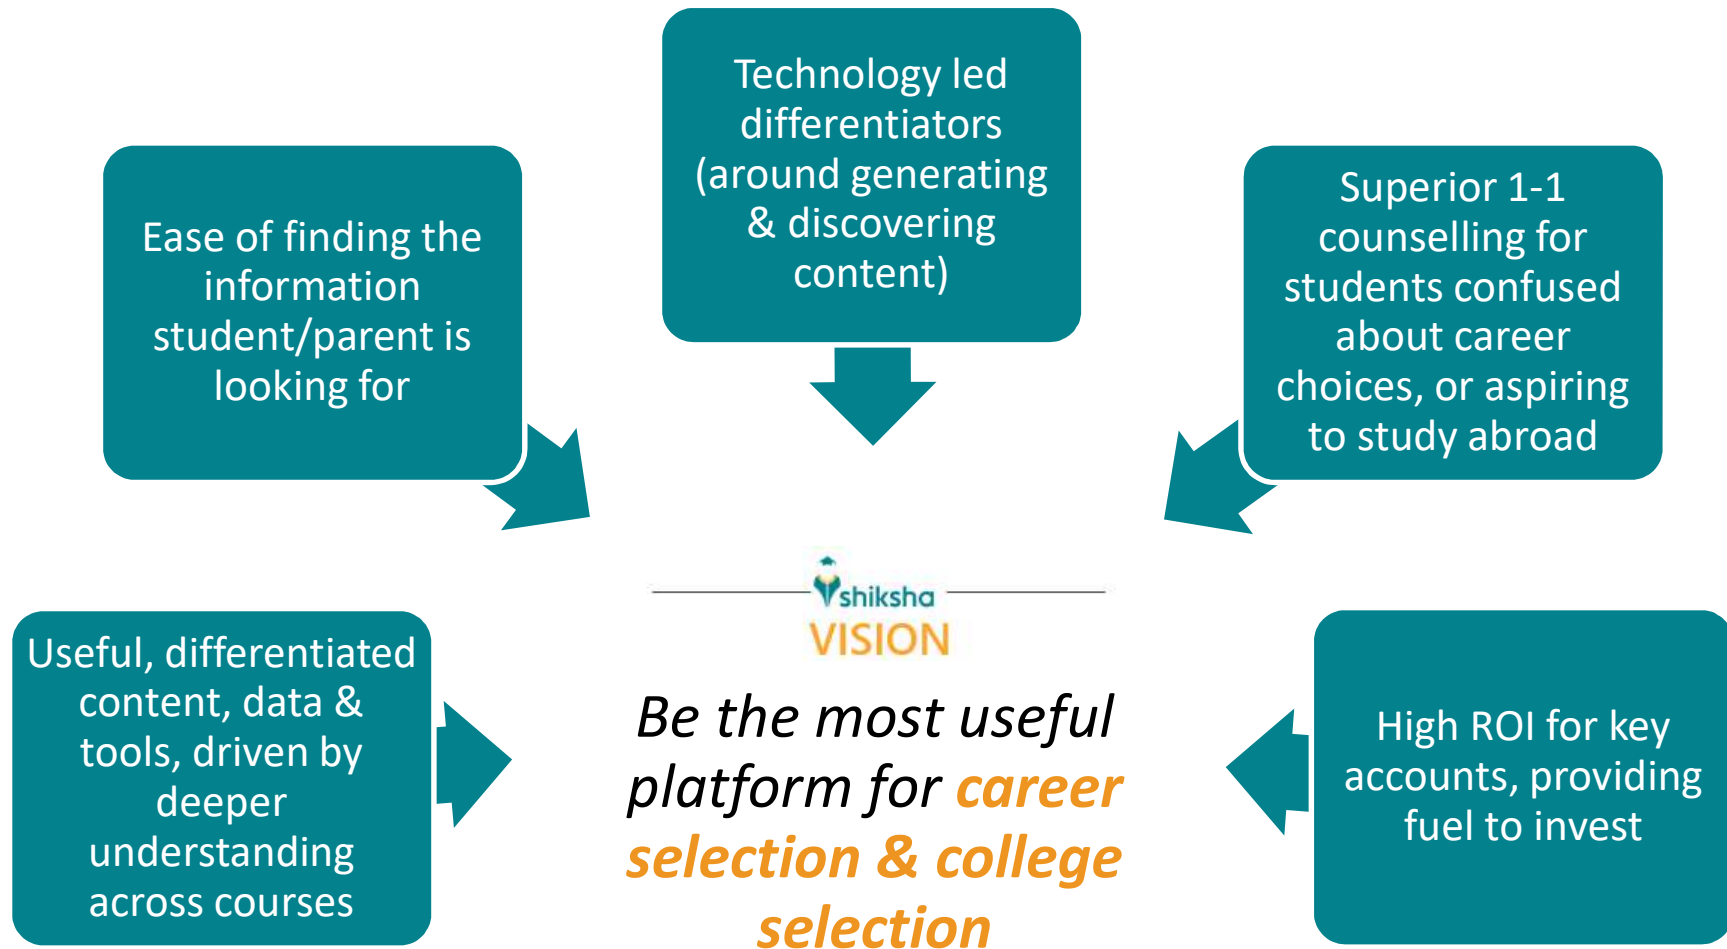 Technology led
differentiators
(around generating
& discovering
content)
Ease of finding the
information
student/parent is
looking for
Superior 1-1
counselling for
students confused
about career
choices, or aspiring
to study abroad
Useful, differentiated
content, data &
tools, driven by
deeper
understanding
across courses
shiksha
VISION
Be the most useful
platform for career
selection & college
selection
High ROI for key
accounts, providing
fuel to invest